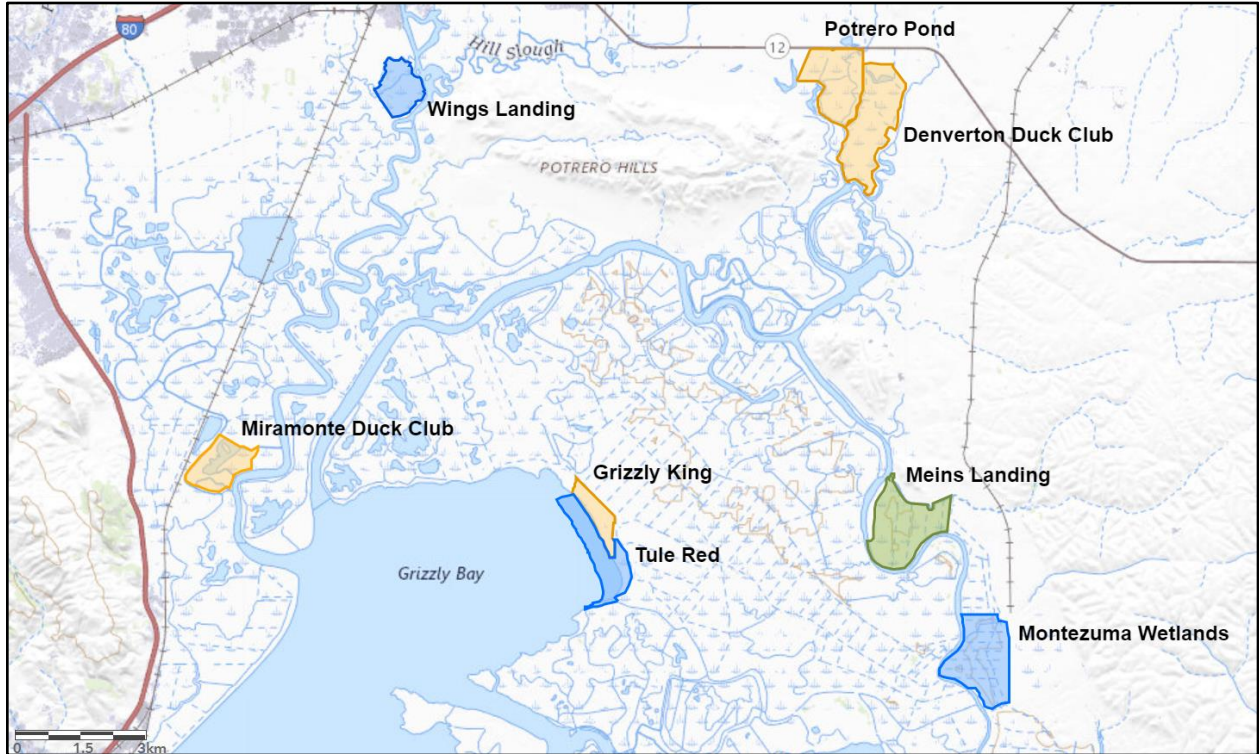 80
Hill Slough
12
Potrero Pond
Wings Landing
Denverton Duck Club
POTRERO HILLS
Miramonte Duck Club
Grizzly King
Meins Landing
Tule Red
Grizzly Bay
Montezuma Wetlands
0 1.5 3km